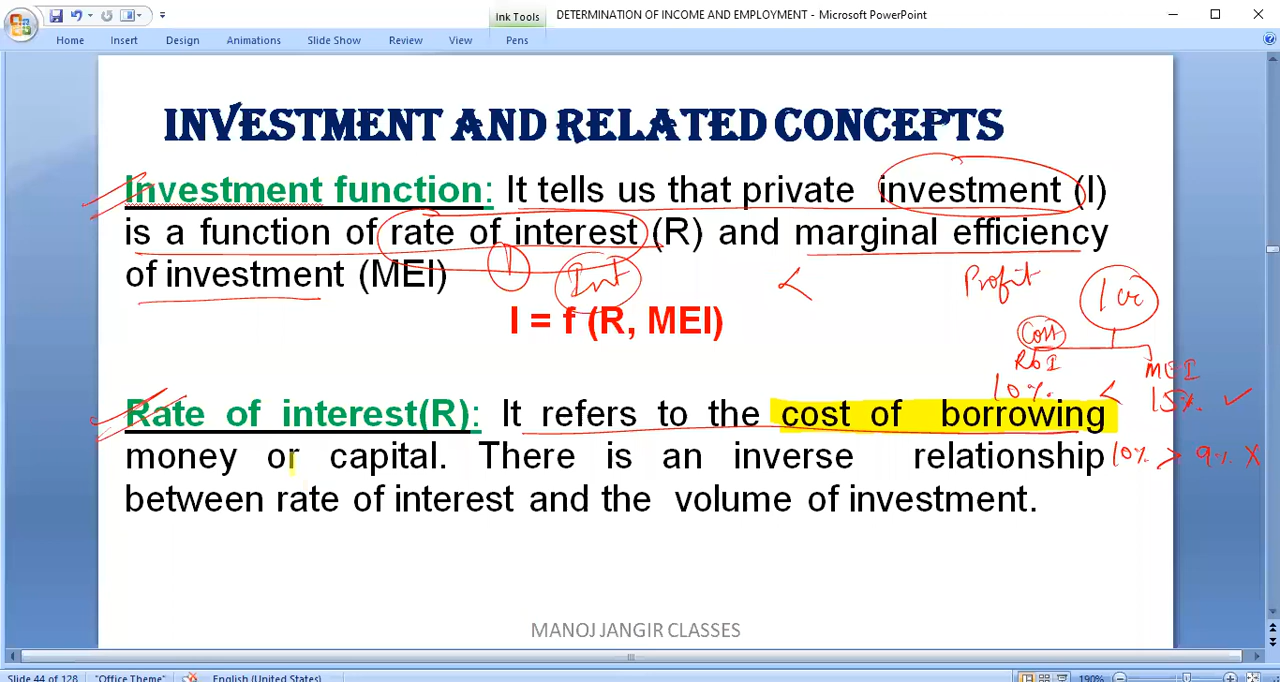 Ink Tools
DETERMINATION OF INCOME AND EMPLOYMENT - Microsoft PowerPoint
Home Insert Design Animations Slide Show Review View Pens
INVESTMENT AND RELATED CONCEPTS
Investment function: It tells us that private investment (I)
is a function of rate of interest (R) and marginal efficiency
of investment (MEI)
Int < Profit
I = f (R, MEI)
Cost
RoI MEI
10% < 15% ✓
Rate of interest(R): It refers to the cost of borrowing
money or capital. There is an inverse relationship
10% > 9% X
between rate of interest and the volume of investment.
MANOJ JANGIR CLASSES
Slide 44 of 128 "Office Theme" English (United States) 190%